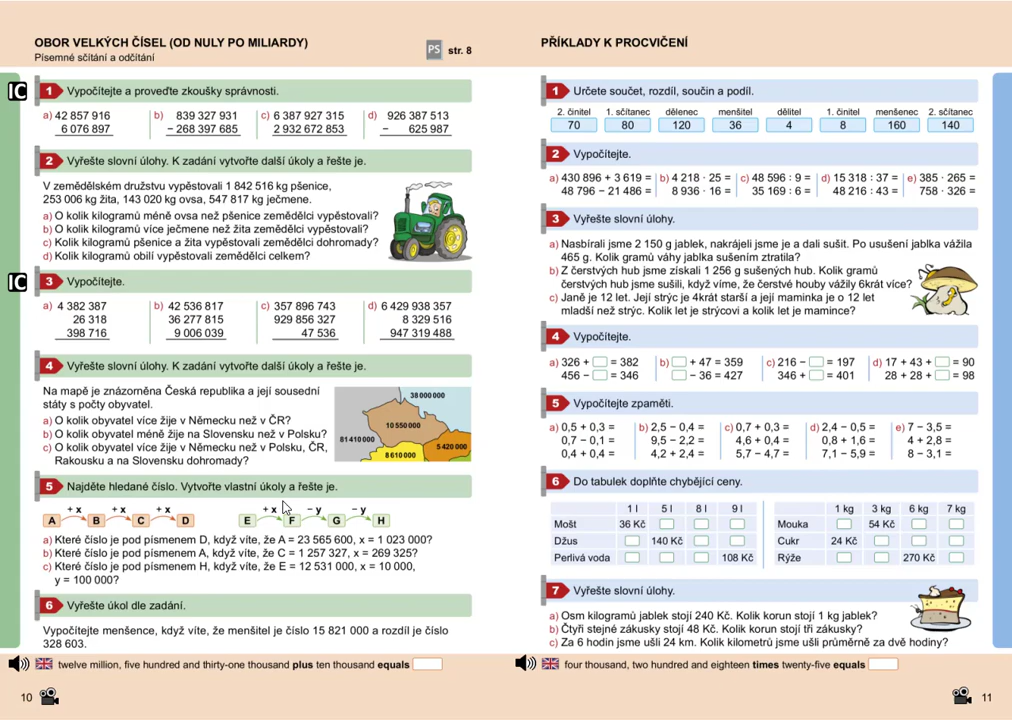 OBOR VELKÝCH ČÍSEL (OD NULY PO MILIARDY)
Písemné sčítání a odčítání
PS str. 8
IC
1 Vypočítejte a proveďte zkoušky správnosti.
a) 42 857 916 b) 839 327 931 c) 6 387 927 315 d) 926 387 513
6 076 897 − 268 397 685 2 932 672 853 − 625 987
2 Vyřešte slovní úlohy. K zadání vytvořte další úkoly a řešte je.
V zemědělském družstvu vypěstovali 1 842 516 kg pšenice,
253 006 kg žita, 143 020 kg ovsa, 547 817 kg ječmene.
a) O kolik kilogramů méně ovsa než pšenice zemědělci vypěstovali?
b) O kolik kilogramů více ječmene než žita zemědělci vypěstovali?
c) Kolik kilogramů pšenice a žita vypěstovali zemědělci dohromady?
d) Kolik kilogramů obilí vypěstovali zemědělci celkem?
IC
3 Vypočítejte.
a) 4 382 387 b) 42 536 817 c) 357 896 743 d) 6 429 938 357
26 318 36 277 815 929 856 327 8 329 516
398 716 9 006 039 47 536 947 319 488
4 Vyřešte slovní úlohy. K zadání vytvořte další úkoly a řešte je.
Na mapě je znázorněna Česká republika a její sousední
státy s počty obyvatel.
a) O kolik obyvatel více žije v Německu než v ČR?
b) O kolik obyvatel méně žije na Slovensku než v Polsku?
c) O kolik obyvatel více žije v Německu než v Polsku, ČR,
Rakousku a na Slovensku dohromady?
38 000 000
10 550 000
81 410 000
5 420 000
8 610 000
5 Najděte hledané číslo. Vytvořte vlastní úkoly a řešte je.
+ x + x + x + x − y − y
A B C D E F G H
a) Které číslo je pod písmenem D, když víte, že A = 23 565 600, x = 1 023 000?
b) Které číslo je pod písmenem A, když víte, že C = 1 257 327, x = 269 325?
c) Které číslo je pod písmenem H, když víte, že E = 12 531 000, x = 10 000,
y = 100 000?
6 Vyřešte úkol dle zadání.
Vypočítejte menšence, když víte, že menšitel je číslo 15 821 000 a rozdíl je číslo
328 603.
twelve million, five hundred and thirty-one thousand plus ten thousand equals
10
PŘÍKLADY K PROCVIČENÍ
1 Určete součet, rozdíl, součin a podíl.
2. činitel 1. sčítanec dělenec menšitel dělitel 1. činitel menšenec 2. sčítanec
70 80 120 36 4 8 160 140
2 Vypočítejte.
a) 430 896 + 3 619 = b) 4 218 · 25 = c) 48 596 : 9 = d) 15 318 : 37 = e) 385 · 265 =
48 796 − 21 486 = 8 936 · 16 = 35 169 : 6 = 48 216 : 43 = 758 · 326 =
3 Vyřešte slovní úlohy.
a) Nasbírali jsme 2 150 g jablek, nakrájeli jsme je a dali sušit. Po usušení jablka vážila
465 g. Kolik gramů váhy jablka sušením ztratila?
b) Z čerstvých hub jsme získali 1 256 g sušených hub. Kolik gramů
čerstvých hub jsme sušili, když víme, že čerstvé houby vážily 6krát více?
c) Janě je 12 let. Její strýc je 4krát starší a její maminka je o 12 let
mladší než strýc. Kolik let je strýcovi a kolik let je mamince?
4 Vypočítejte.
a) 326 + = 382 b) + 47 = 359 c) 216 − = 197 d) 17 + 43 + = 90
456 − = 346 − 36 = 427 346 + = 401 28 + 28 + = 98
5 Vypočítejte zpaměti.
a) 0,5 + 0,3 = b) 2,5 − 0,4 = c) 0,7 + 0,3 = d) 2,4 − 0,5 = e) 7 − 3,5 =
0,7 − 0,1 = 9,5 − 2,2 = 4,6 + 0,4 = 0,8 + 1,6 = 4 + 2,8 =
0,4 + 0,4 = 4,2 + 2,4 = 5,7 − 4,7 = 7,1 − 5,9 = 8 − 3,1 =
6 Do tabulek doplňte chybějící ceny.
1 l 5 l 8 l 9 l 1 kg 3 kg 6 kg 7 kg
Mošt 36 Kč Mouka 54 Kč
Džus 140 Kč Cukr 24 Kč
Perlivá voda 108 Kč Rýže 270 Kč
7 Vyřešte slovní úlohy.
a) Osm kilogramů jablek stojí 240 Kč. Kolik korun stojí 1 kg jablek?
b) Čtyři stejné zákusky stojí 48 Kč. Kolik korun stojí tři zákusky?
c) Za 6 hodin jsme ušli 24 km. Kolik kilometrů jsme ušli průměrně za dvě hodiny?
four thousand, two hundred and eighteen times twenty-five equals
11